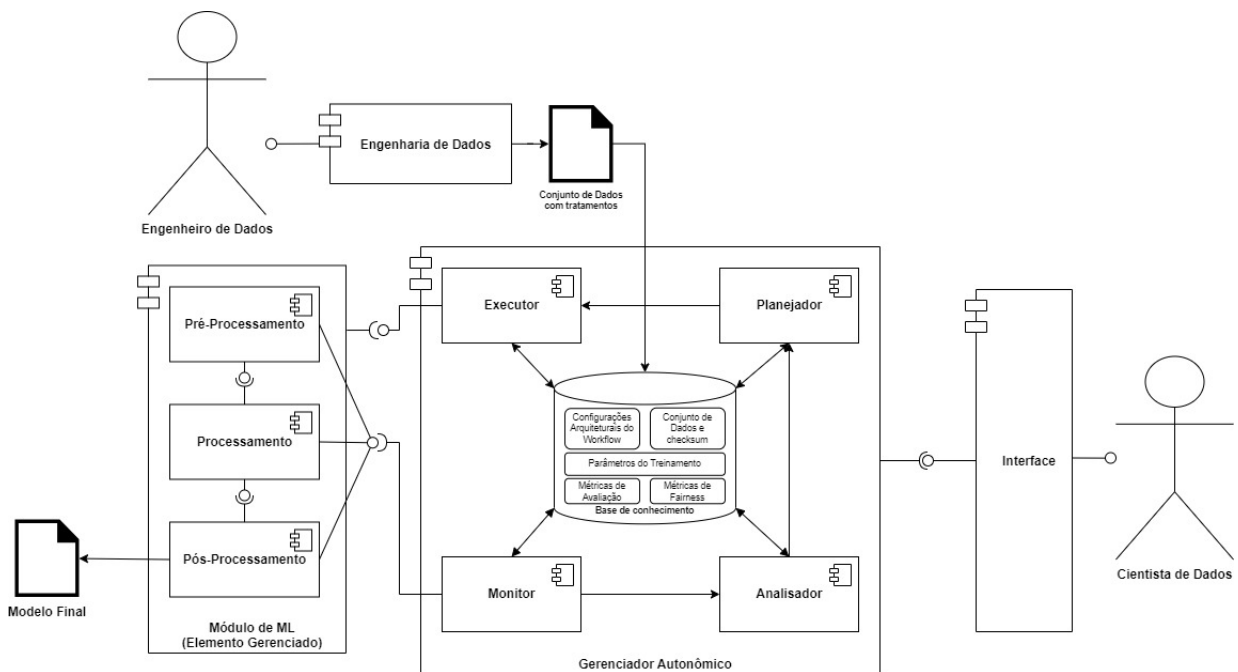 Engenharia de Dados
Conjunto de Dados
com tratamentos
Engenheiro de Dados
Executor
Planejador
Pré-Processamento
Configurações
Arquiteturais do
Workflow
Conjunto de
Dados e
checksum
Processamento
Parâmetros do Treinamento
Interface
Métricas de
Avaliação
Métricas de
Fairness
Base de conhecimento
Pós-Processamento
Monitor
Analisador
Cientista de Dados
Modelo Final
Módulo de ML
(Elemento Gerenciado)
Gerenciador Autonômico